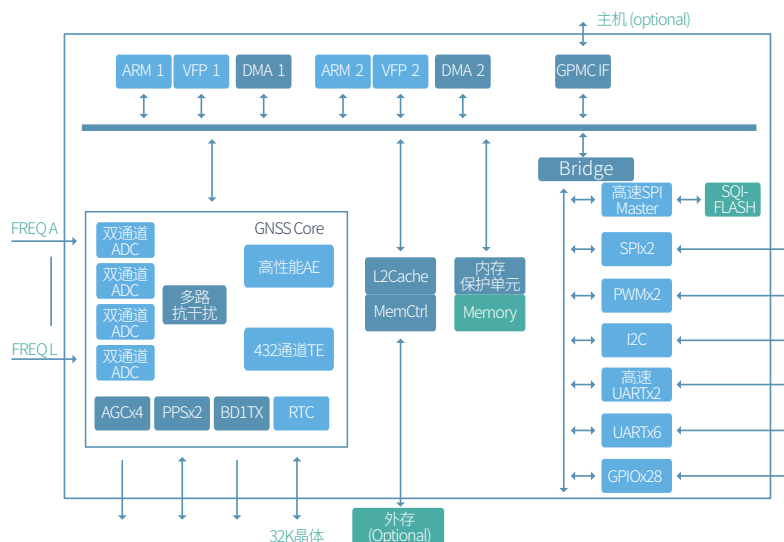 主机 (optional)
ARM 1
VFP 1
DMA 1
ARM 2
VFP 2
DMA 2
GPMC IF
Bridge
高速SPI
Master
SQI-
FLASH
FREQ A
双通道
ADC
GNSS Core
高性能AE
SPIx2
双通道
ADC
多路
抗干扰
L2Cache
内存
保护单元
PWMx2
双通道
ADC
MemCtrl
Memory
FREQ L
双通道
ADC
432通道TE
I2C
高速
UARTx2
AGCx4
PPSx2
BD1TX
RTC
UARTx6
GPIOx28
32K晶体
外存
(Optional)